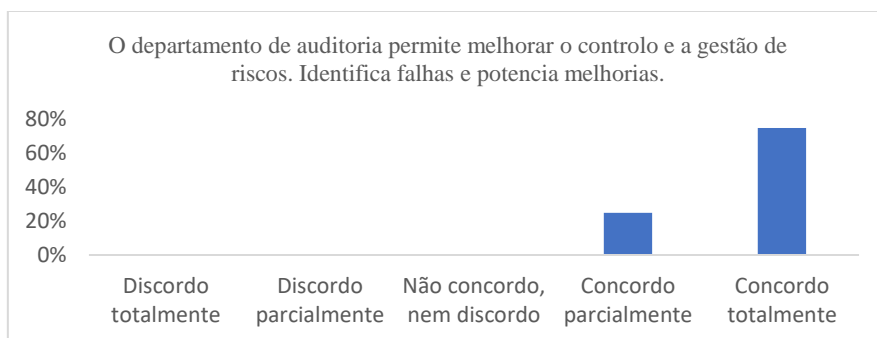 O departamento de auditoria permite melhorar o controlo e a gestão de
riscos. Identifica falhas e potencia melhorias.
80%
60%
40%
20%
0%
Discordo totalmente
Discordo parcialmente
Não concordo, nem discordo
Concordo parcialmente
Concordo totalmente